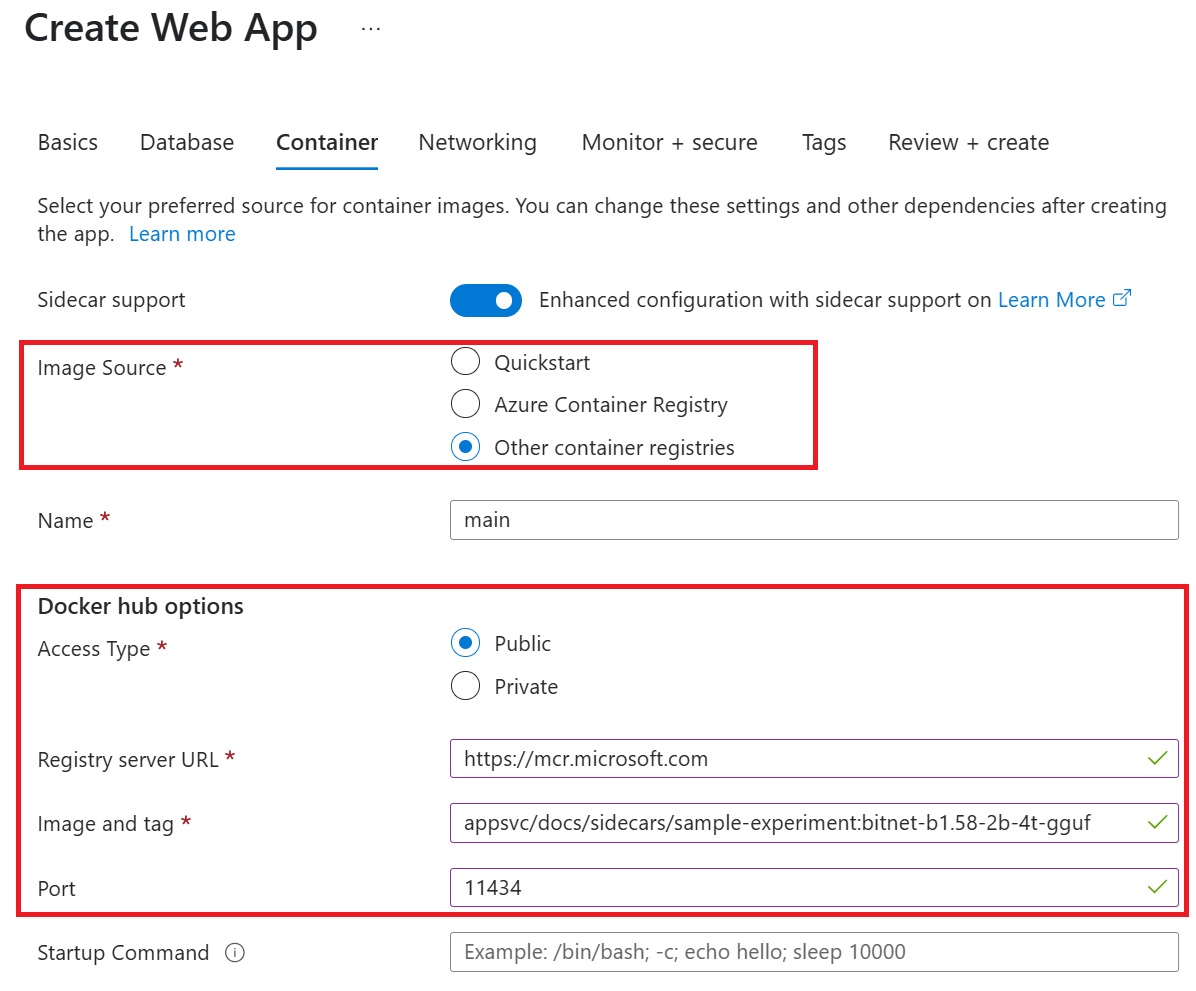 Create Web App ...
Basics Database Container Networking Monitor + secure Tags Review + create
Select your preferred source for container images. You can change these settings and other dependencies after creating
the app. Learn more
Sidecar support Enhanced configuration with sidecar support on Learn More
Image Source * Quickstart
Azure Container Registry
Other container registries
Name * main
Docker hub options
Access Type * Public
Private
Registry server URL * https://mcr.microsoft.com
Image and tag * appsvc/docs/sidecars/sample-experiment:bitnet-b1.58-2b-4t-gguf
Port 11434
Startup Command Example: /bin/bash; -c; echo hello; sleep 10000